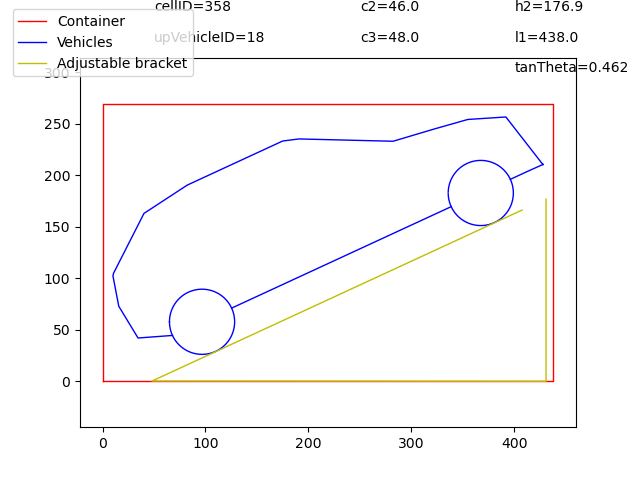 cellID=358 c2=46.0 h2=176.9
Container
upVehicleID=18 c3=48.0 l1=438.0
Vehicles
Adjustable bracket
tanTheta=0.462
300
250
200
150
100
50
0
0 100 200 300 400